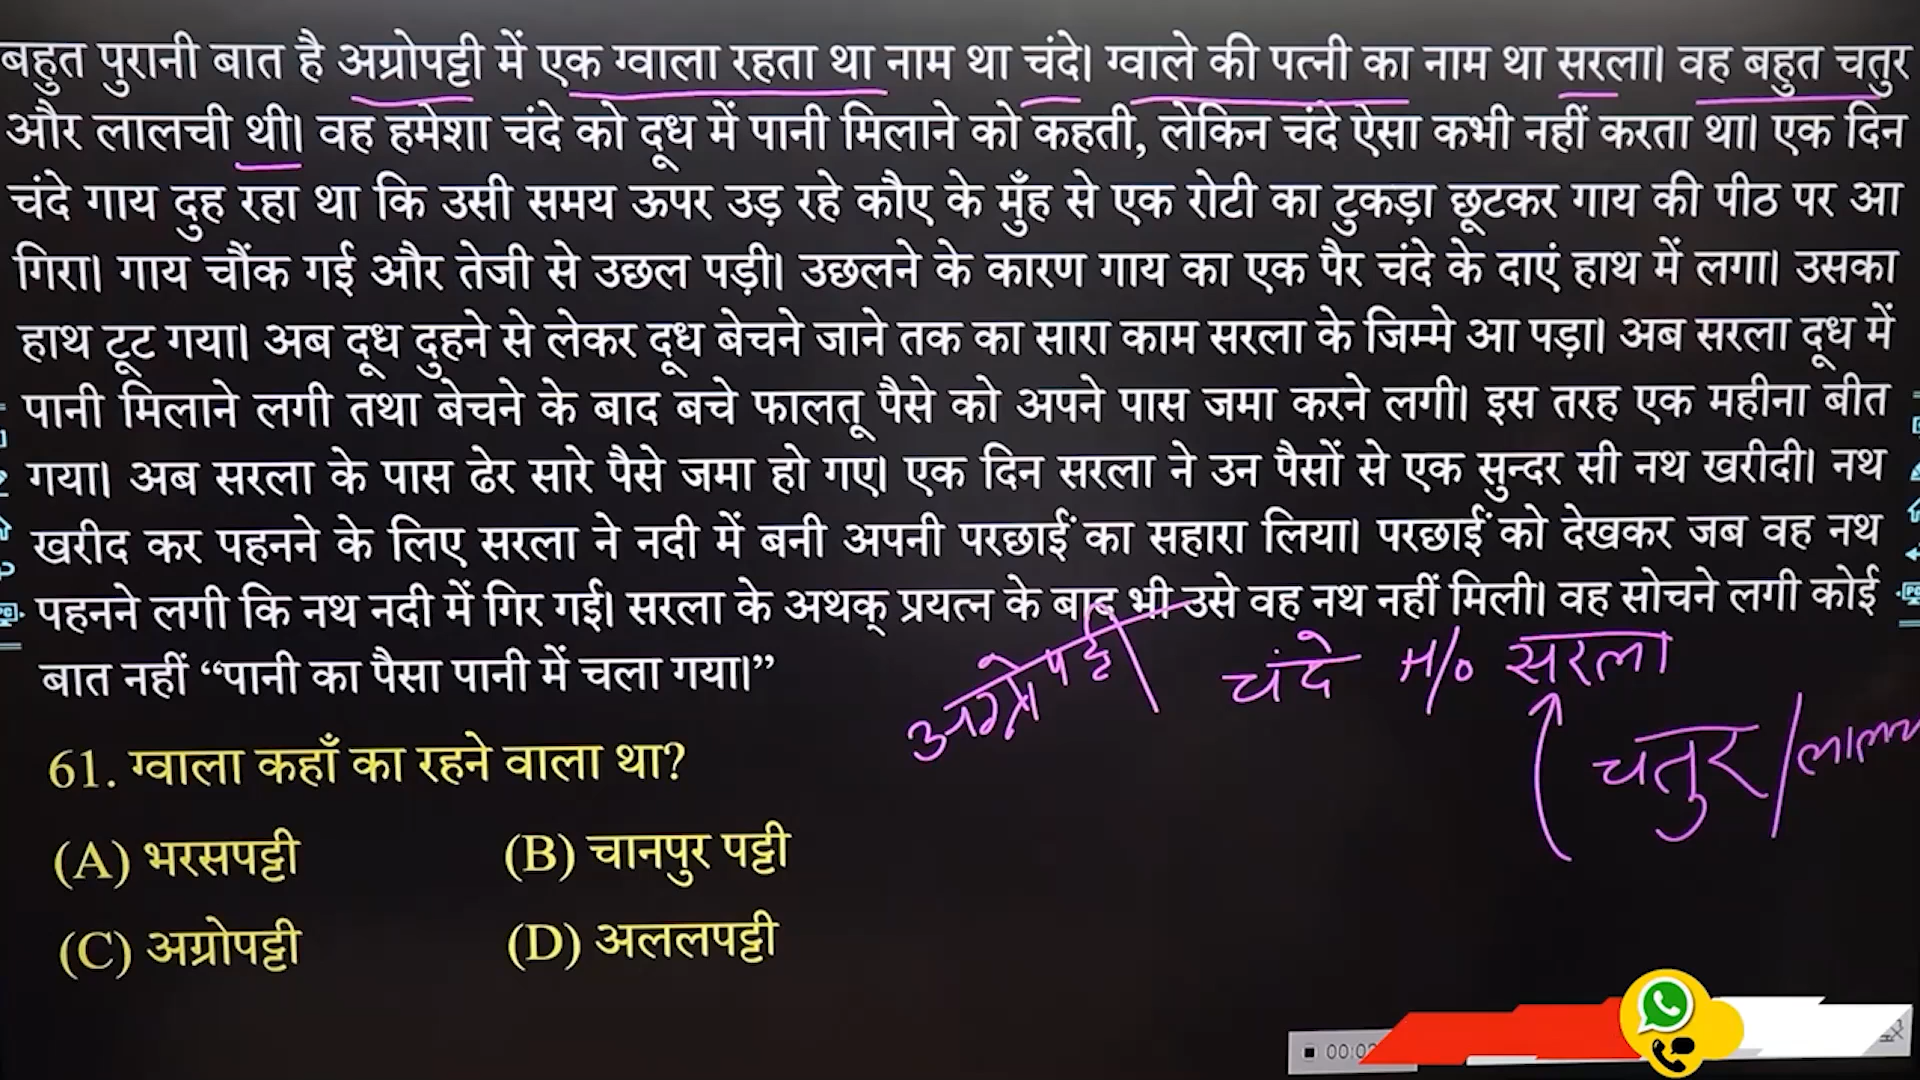 बहुत पुरानी बात है अग्रोपट्टी में एक ग्वाला रहता था नाम था चंदे। ग्वाले की पत्नी का नाम था सरला। वह बहुत चतुर
और लालची थी। वह हमेशा चंदे को दूध में पानी मिलाने को कहती, लेकिन चंदे ऐसा कभी नहीं करता था। एक दिन
चंदे गाय दुह रहा था कि उसी समय ऊपर उड़ रहे कौए के मुँह से एक रोटी का टुकड़ा छूटकर गाय की पीठ पर आ
गिरा। गाय चौंक गई और तेजी से उछल पड़ी। उछलने के कारण गाय का एक पैर चंदे के दाएं हाथ में लगा। उसका
हाथ टूट गया। अब दूध दुहने से लेकर दूध बेचने जाने तक का सारा काम सरला के जिम्मे आ पड़ा। अब सरला दूध में
पानी मिलाने लगी तथा बेचने के बाद बचे फालतू पैसे को अपने पास जमा करने लगी। इस तरह एक महीना बीत
गया। अब सरला के पास ढेर सारे पैसे जमा हो गए। एक दिन सरला ने उन पैसों से एक सुन्दर सी नथ खरीदी। नथ
खरीद कर पहनने के लिए सरला ने नदी में बनी अपनी परछाईं का सहारा लिया। परछाईं को देखकर जब वह नथ
पहनने लगी कि नथ नदी में गिर गई। सरला के अथक् प्रयत्न के बाद भी उसे वह नथ नहीं मिली। वह सोचने लगी कोई
बात नहीं “पानी का पैसा पानी में चला गया।”
अग्रोपट्टी चंदे H/o सरला
चतुर/
61. ग्वाला कहाँ का रहने वाला था?
(A) भरसपट्टी (B) चानपुर पट्टी
(C) अग्रोपट्टी (D) अललपट्टी